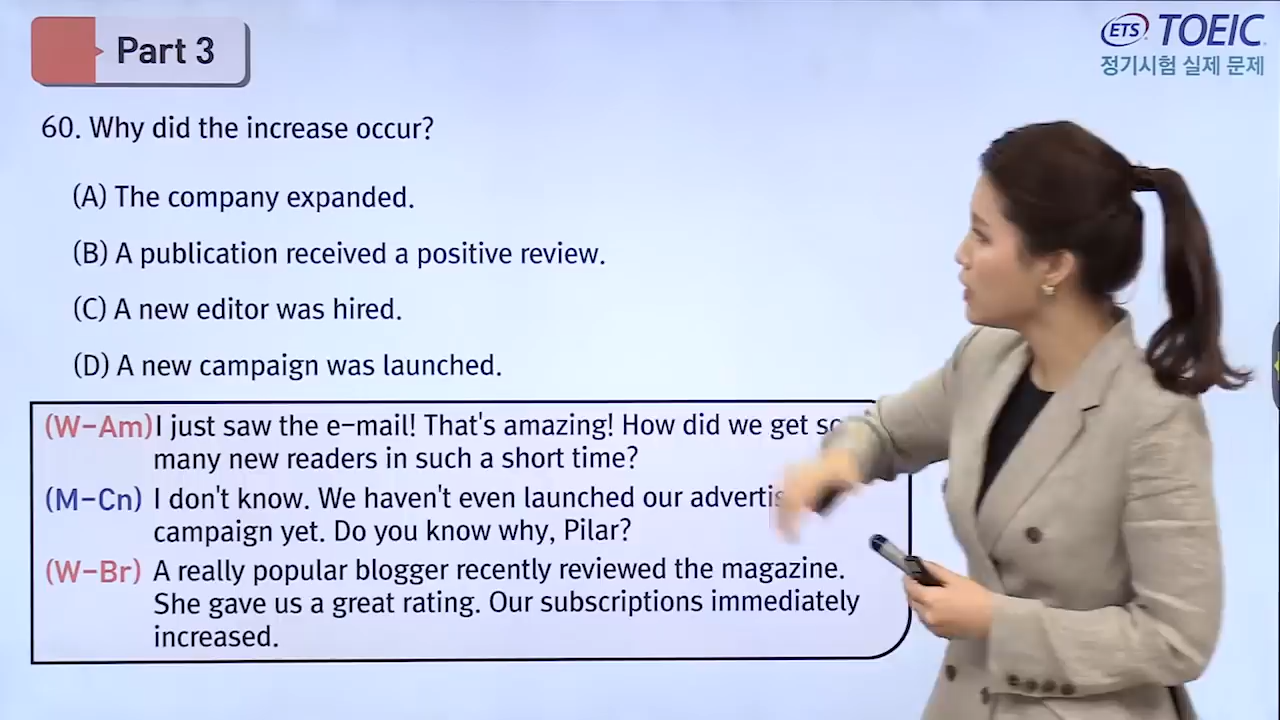 Part 3
ETS TOEIC
정기시험 실제 문제
60. Why did the increase occur?
(A) The company expanded.
(B) A publication received a positive review.
(C) A new editor was hired.
(D) A new campaign was launched.
(W-Am) I just saw the e-mail! That's amazing! How did we get so
many new readers in such a short time?
(M-Cn) I don't know. We haven't even launched our
campaign yet. Do you know why, Pilar?
(W-Br) A really popular blogger recently reviewed the magazine.
She gave us a great rating. Our subscriptions immediately
increased.